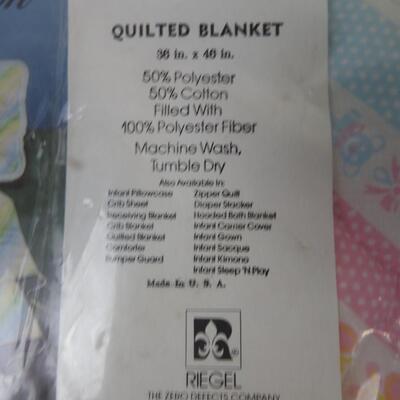 QUILTED BLANKET
36 in. x 46 in.
50% Polyester
50% Cotton
Filled With
100% Polyester Fiber
Machine Wash,
Tumble Dry
Also Available In:
Infant Pillowcase Zipper Quilt
Crib Sheet Diaper Stacker
Receiving Blanket Hooded Bath Blanket
Crib Blanket Infant Carrier Cover
Quilted Blanket Infant Gown
Comforter Infant Sacque
Bumper Guard Infant Kimono
Infant Sleep 'N Play
Made In U. S. A.
R
RIEGEL
THE ZERO DEFECTS COMPANY